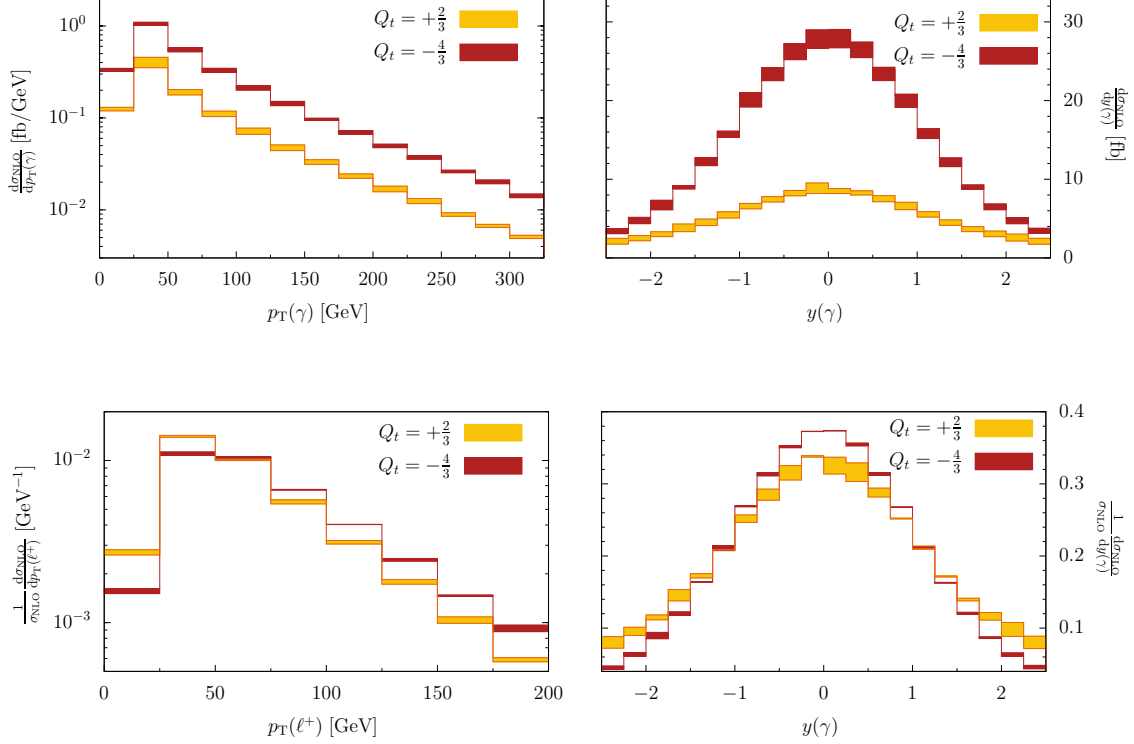 10^0
10^{-1}
10^{-2}
dσ_NLO/dp_T(γ) [fb/GeV]
Q_t = +2/3
Q_t = −4/3
0 50 100 150 200 250 300
p_T(γ) [GeV]
Q_t = +2/3
Q_t = −4/3
30
20
10
0
dσ_NLO/dy(γ) [fb]
−2 −1 0 1 2
y(γ)
10^{-2}
10^{-3}
1/σ_NLO dσ_NLO/dp_T(ℓ^+) [GeV^{-1}]
Q_t = +2/3
Q_t = −4/3
0 50 100 150 200
p_T(ℓ^+) [GeV]
Q_t = +2/3
Q_t = −4/3
0.4
0.3
0.2
0.1
1/σ_NLO dσ_NLO/dy(γ)
−2 −1 0 1 2
y(γ)